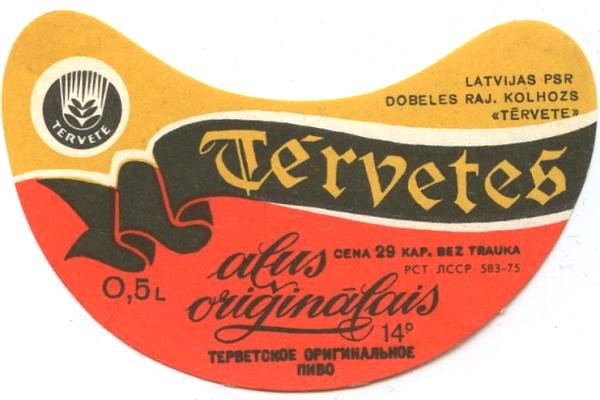 TERVETE
LATVIJAS PSR
DOBELES RAJ. KOLHOZS
«TĒRVETE»
Tērvetes
alus
CENA 29 KAP. BEZ TRAUKA
РСТ ЛССР 583-75
0,5L
oriģinālais
14°
ТЕРВЕТСКОЕ ОРИГИНАЛЬНОЕ
ПИВО